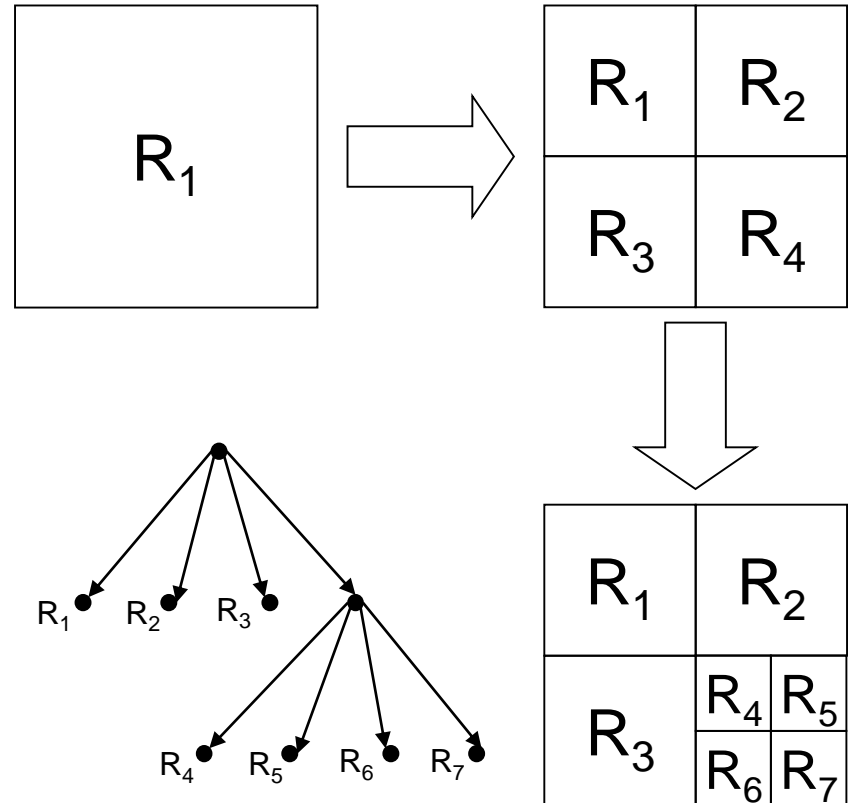 R₁
R₁ R₂
R₃ R₄
R₁ R₂ R₃
R₄ R₅ R₆ R₇
R₁ R₂
R₃
R₄ R₅
R₆ R₇